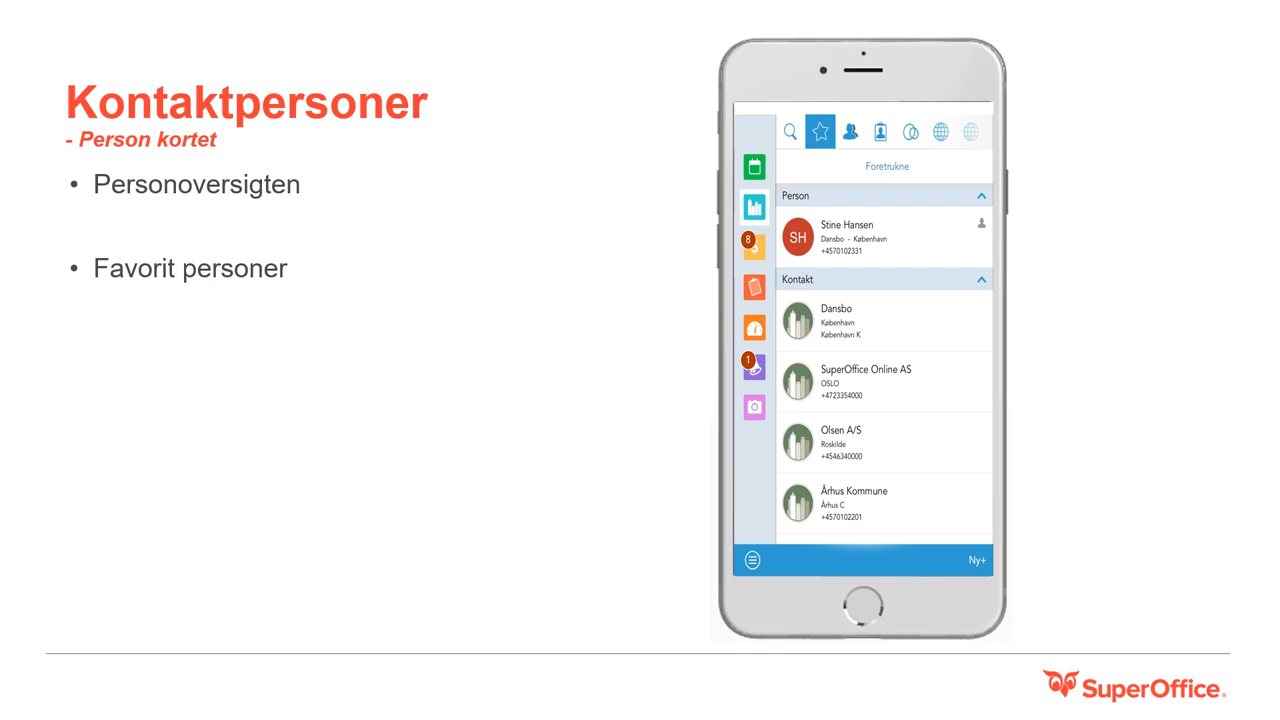 Kontaktpersoner
- Person kortet
• Personoversigten
• Favorit personer
Foretrukne
Person
SH
Stine Hansen
Dansbo - København
+4570102331
8
Kontakt
Dansbo
København
København K
1
SuperOffice Online AS
OSLO
+4723354000
Olsen A/S
Roskilde
+4546340000
Århus Kommune
Århus C
+4570102201
Ny+
SuperOffice.